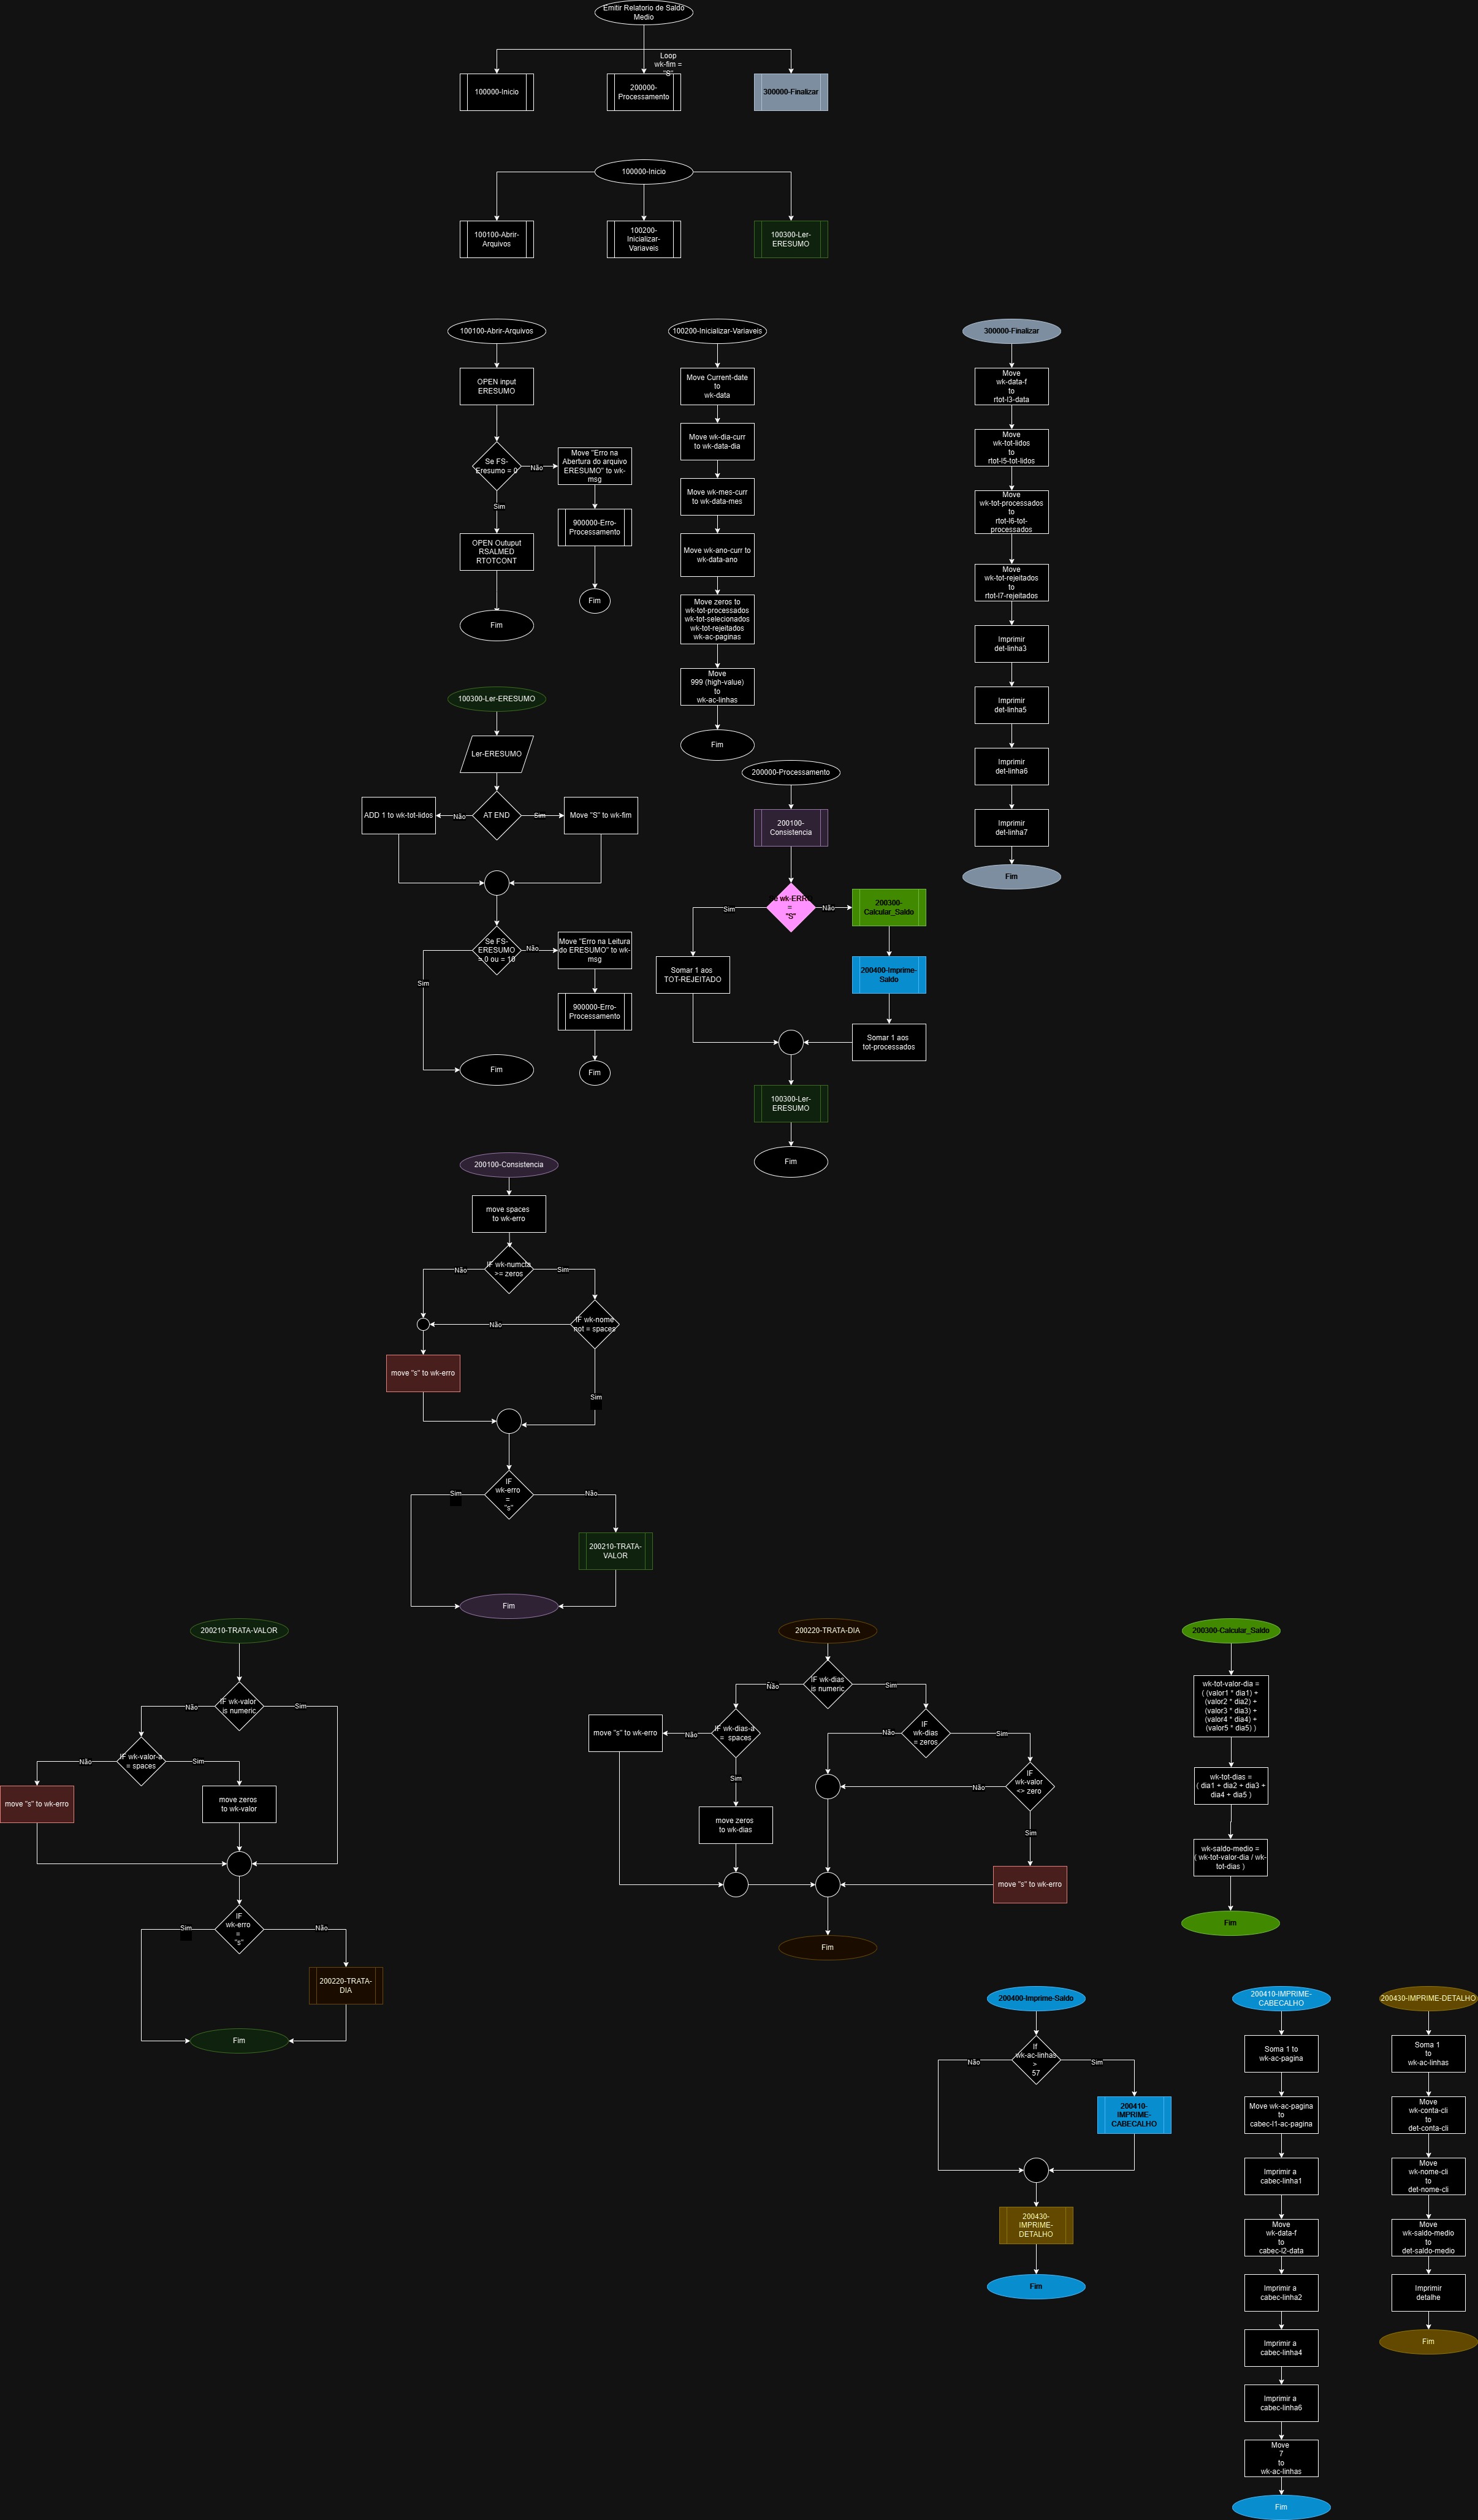 Emitir Relatorio de Saldo
Medio
Loop
wk-fim =
"S"
100000-Inicio
200000-
Processamento
300000-Finalizar
100000-Inicio
100100-Abrir-
Arquivos
100200-
Inicializar-
Variaveis
100300-Ler-
ERESUMO
100100-Abrir-Arquivos
OPEN input
ERESUMO
Se FS-
Eresumo = 0
Não
Move "Erro na
Abertura do arquivo
ERESUMO" to wk-
msg
Sim
900000-Erro-
Processamento
OPEN Outuput
RSALMED
RTOTCONT
Fim
Fim
100200-Inicializar-Variaveis
Move Current-date
to
wk-data
Move wk-dia-curr
to wk-data-dia
Move wk-mes-curr
to wk-data-mes
Move wk-ano-curr to
wk-data-ano
Move zeros to
wk-tot-processados
wk-tot-selecionados
wk-tot-rejeitados
wk-ac-paginas
Move
999 (high-value)
to
wk-ac-linhas
Fim
300000-Finalizar
Move
wk-data-f
to
rtot-l3-data
Move
wk-tot-lidos
to
rtot-l5-tot-lidos
Move
wk-tot-processados
to
rtot-l6-tot-
processados
Move
wk-tot-rejeitados
to
rtot-l7-rejeitados
Imprimir
det-linha3
Imprimir
det-linha5
Imprimir
det-linha6
Imprimir
det-linha7
Fim
100300-Ler-ERESUMO
Ler-ERESUMO
ADD 1 to wk-tot-lidos
Não
AT END
Sim
Move "S" to wk-fim
Se FS-
ERESUMO
= 0 ou = 10
Não
Move "Erro na Leitura
do ERESUMO" to wk-
msg
Sim
900000-Erro-
Processamento
Fim
Fim
200000-Processamento
200100-
Consistencia
Se wk-ERRO
=
"S"
Sim
Não
200300-
Calcular_Saldo
Somar 1 aos
TOT-REJEITADO
200400-Imprime-
Saldo
Somar 1 aos
tot-processados
100300-Ler-
ERESUMO
Fim
200100-Consistencia
move spaces
to wk-erro
IF wk-numcta
>= zeros
Não
Sim
IF wk-nome
not = spaces
Não
move "s" to wk-erro
Sim
IF
wk-erro
=
"s"
Sim
Não
200210-TRATA-
VALOR
Fim
200210-TRATA-VALOR
IF wk-valor
is numeric
Não
Sim
IF wk-valor-a
= spaces
Não
Sim
move "s" to wk-erro
move zeros
to wk-valor
IF
wk-erro
=
"s"
Sim
Não
200220-TRATA-
DIA
Fim
200220-TRATA-DIA
IF wk-dias
is numeric
Não
Sim
move "s" to wk-erro
Não
IF wk-dias-a
= spaces
Não
IF
wk-dias
= zeros
Sim
Sim
Não
IF
wk-valor
<> zero
move zeros
to wk-dias
Sim
move "s" to wk-erro
Fim
200300-Calcular_Saldo
wk-tot-valor-dia =
( (valor1 * dia1) +
(valor2 * dia2) +
(valor3 * dia3) +
(valor4 * dia4) +
(valor5 * dia5) )
wk-tot-dias =
( dia1 + dia2 + dia3 +
dia4 + dia5 )
wk-saldo-medio =
( wk-tot-valor-dia / wk-
tot-dias )
Fim
200400-Imprime-Saldo
If
wk-ac-linhas
>
57
Não
Sim
200410-
IMPRIME-
CABECALHO
200430-
IMPRIME-
DETALHO
Fim
200410-IMPRIME-
CABECALHO
Soma 1 to
wk-ac-pagina
Move wk-ac-pagina
to
cabec-l1-ac-pagina
Imprimir a
cabec-linha1
Move
wk-data-f
to
cabec-l2-data
Imprimir a
cabec-linha2
Imprimir a
cabec-linha4
Imprimir a
cabec-linha6
Move
7
to
wk-ac-linhas
Fim
200430-IMPRIME-DETALHO
Soma 1
to
wk-ac-linhas
Move
wk-conta-cli
to
det-conta-cli
Move
wk-nome-cli
to
det-nome-cli
Move
wk-saldo-medio
to
det-saldo-medio
Imprimir
detalhe
Fim